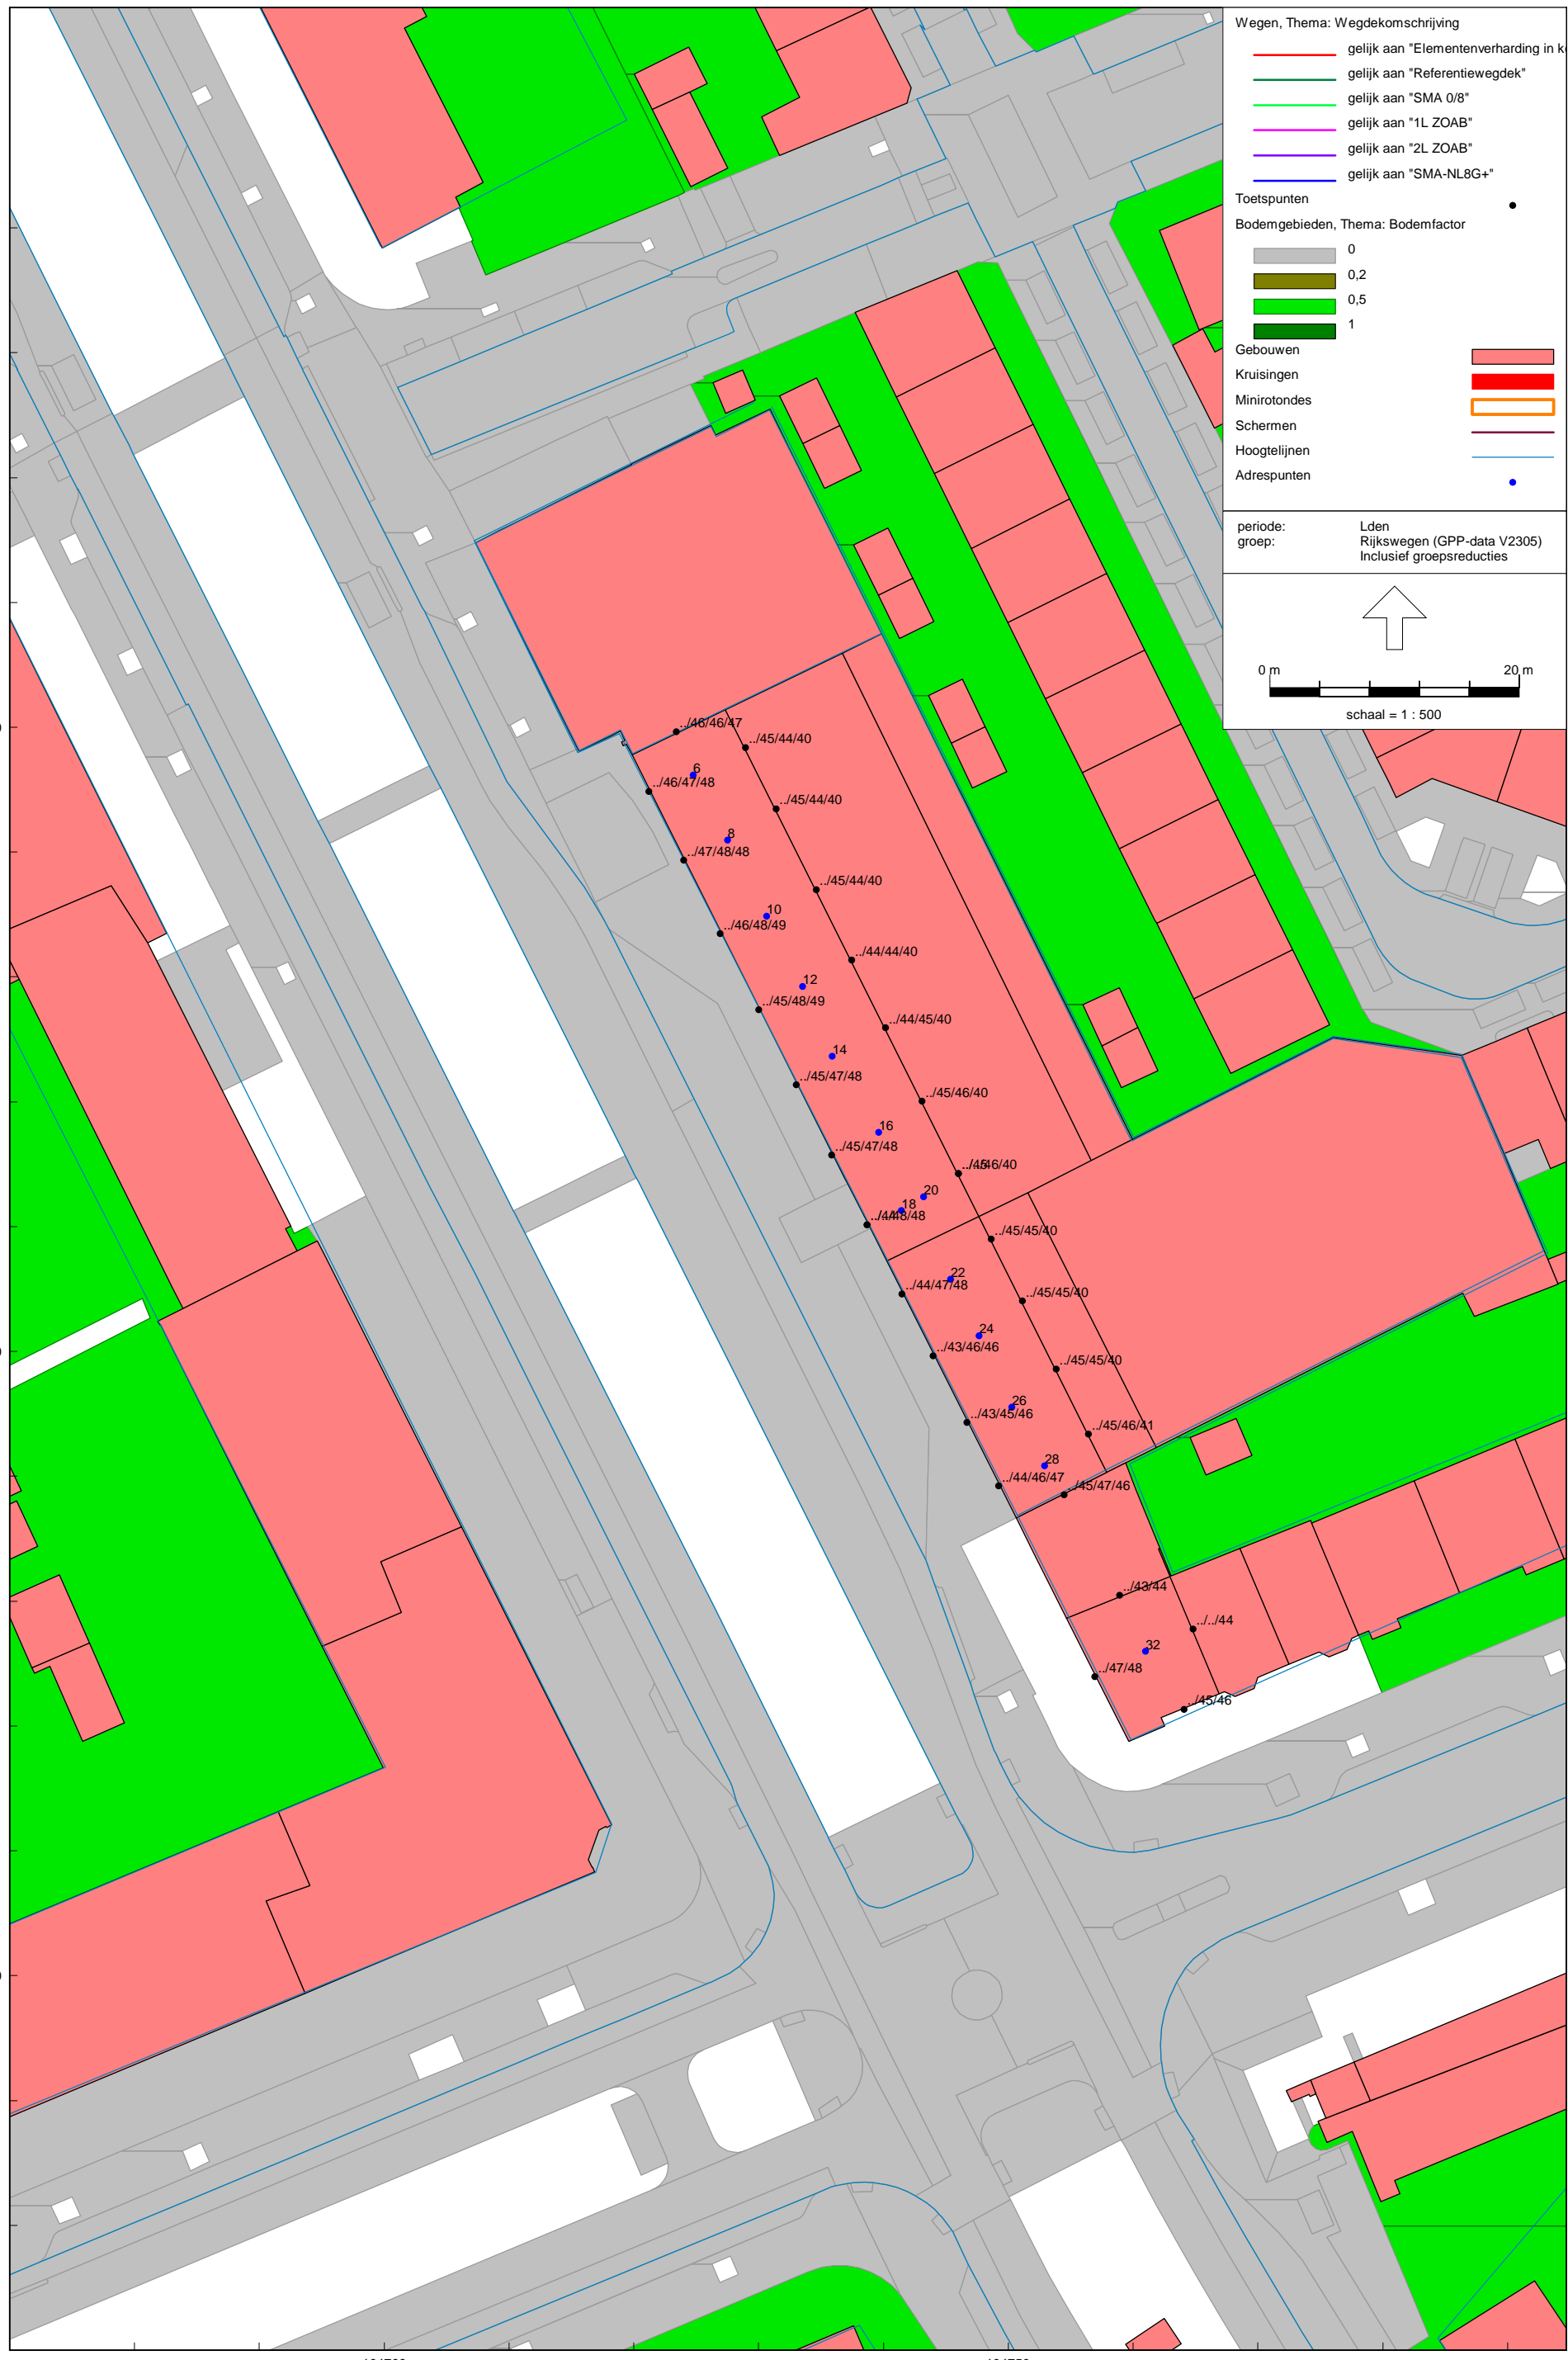 Wegen, Thema: Wegdekomschrijving
gelijk aan "Elementenverharding in k
gelijk aan "Referentiewegdek"
gelijk aan "SMA 0/8"
gelijk aan "1L ZOAB"
gelijk aan "2L ZOAB"
gelijk aan "SMA-NL8G+"
Toetspunten
Bodemgebieden, Thema: Bodemfactor
0
0,2
0,5
1
Gebouwen
Kruisingen
Minirotondes
Schermen
Hoogtelijnen
Adrespunten
periode: Lden
groep: Rijkswegen (GPP-data V2305)
Inclusief groepsreducties
0 m 20 m
schaal = 1 : 500
../46/46/47
../45/44/40
6
../46/47/48
../45/44/40
8
../47/48/48
../45/44/40
10
../46/48/49
../44/44/40
12
../45/48/49
../44/45/40
14
../45/47/48
../45/46/40
16
../45/47/48
20
18
../45/45/40
22
../44/47/48
../45/45/40
24
../43/46/46
../45/45/40
26
../43/45/46
../45/46/41
28
../44/46/47
../45/47/46
../43/44
../../44
32
../47/48
../45/46